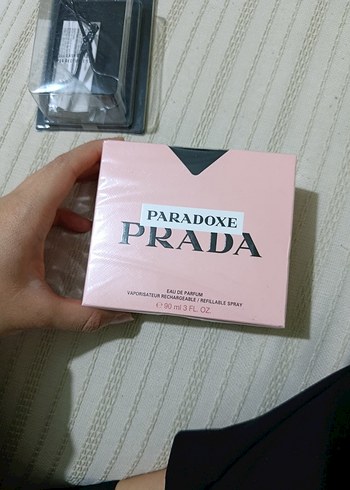 PARADOXE
PRADA
EAU DE PARFUM
VAPORISATEUR RECHARGEABLE / REFILLABLE SPRAY
℮ 90 ml 3 FL. OZ.